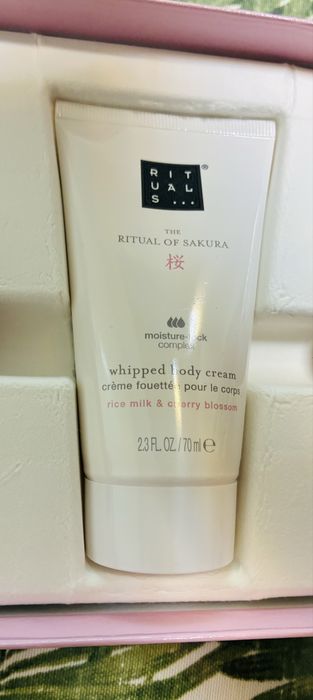 RIT
UAL
S...®
THE
RITUAL OF SAKURA
桜
moisture-lock
complex
whipped body cream
crème fouettée pour le corps
rice milk & cherry blossom
2.3 FL. OZ. / 70 ml ℮